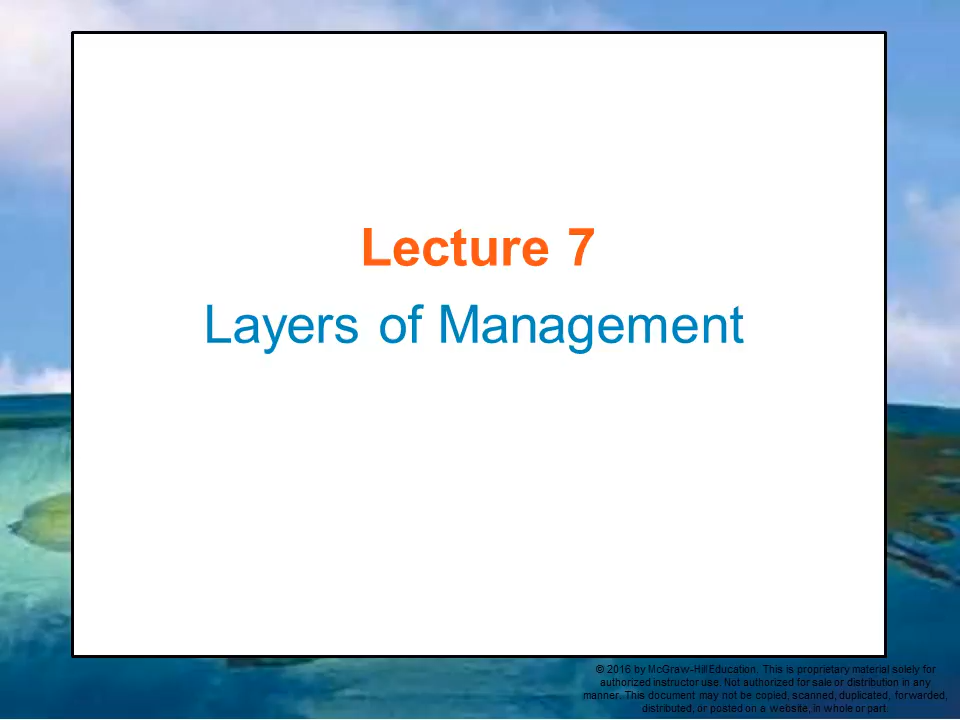 Lecture 7
Layers of Management
© 2016 by McGraw-Hill Education. This is proprietary material solely for
authorized instructor use. Not authorized for sale or distribution in any
manner. This document may not be copied, scanned, duplicated, forwarded,
distributed, or posted on a website, in whole or part.